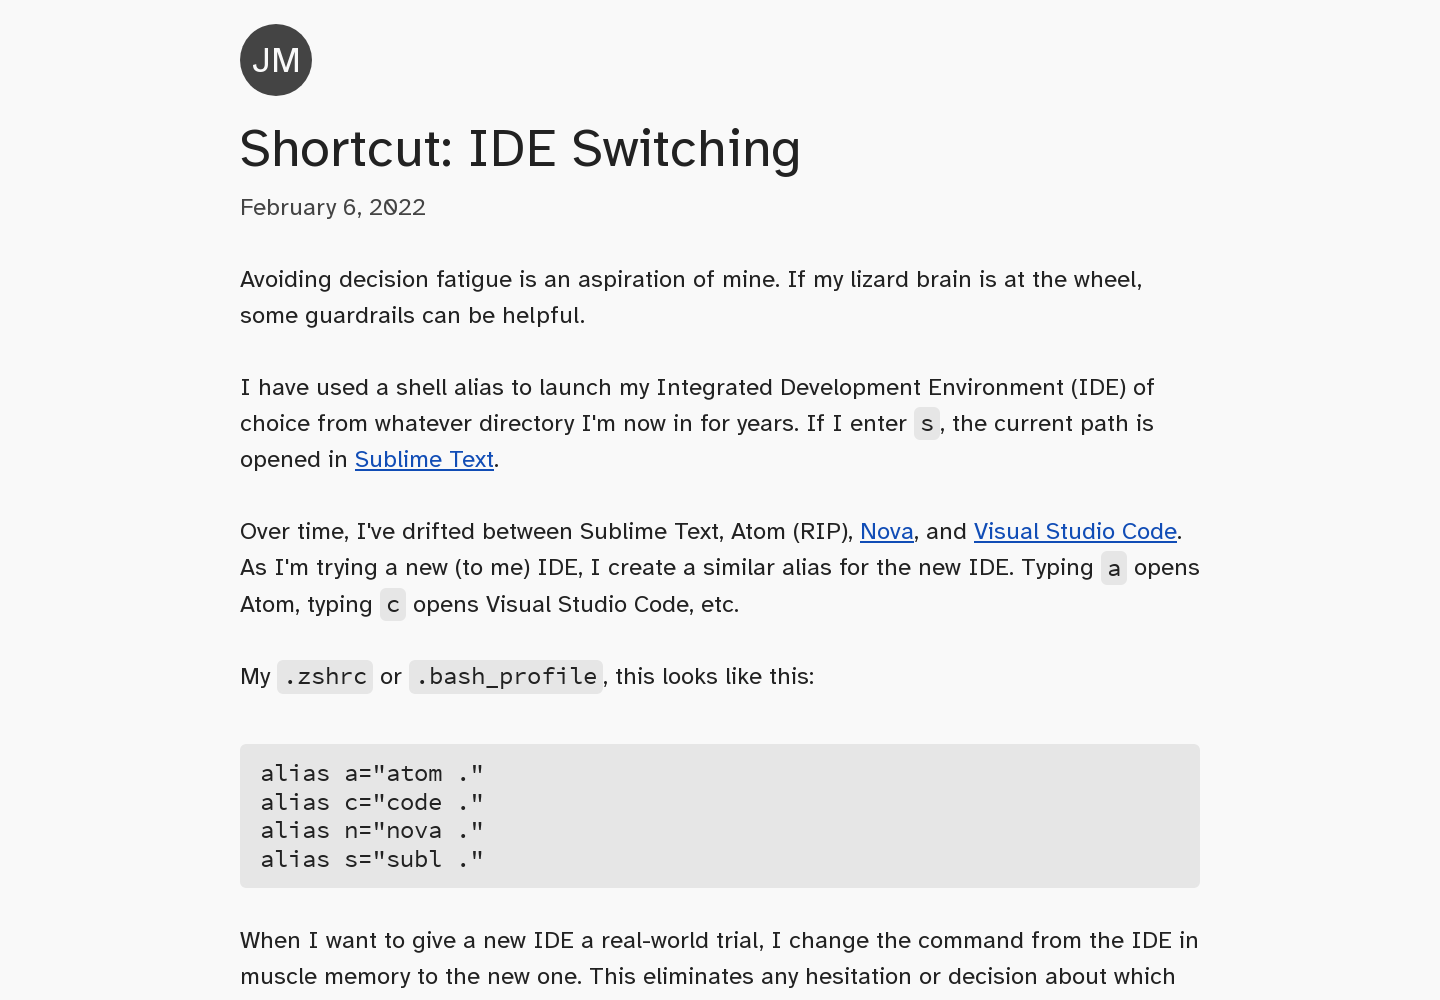 JM
Shortcut: IDE Switching
February 6, 2022
Avoiding decision fatigue is an aspiration of mine. If my lizard brain is at the wheel,
some guardrails can be helpful.
I have used a shell alias to launch my Integrated Development Environment (IDE) of
choice from whatever directory I'm now in for years. If I enter s, the current path is
opened in Sublime Text.
Over time, I've drifted between Sublime Text, Atom (RIP), Nova, and Visual Studio Code.
As I'm trying a new (to me) IDE, I create a similar alias for the new IDE. Typing a opens
Atom, typing c opens Visual Studio Code, etc.
My .zshrc or .bash_profile, this looks like this:
alias a="atom ."
alias c="code ."
alias n="nova ."
alias s="subl ."
When I want to give a new IDE a real-world trial, I change the command from the IDE in
muscle memory to the new one. This eliminates any hesitation or decision about which